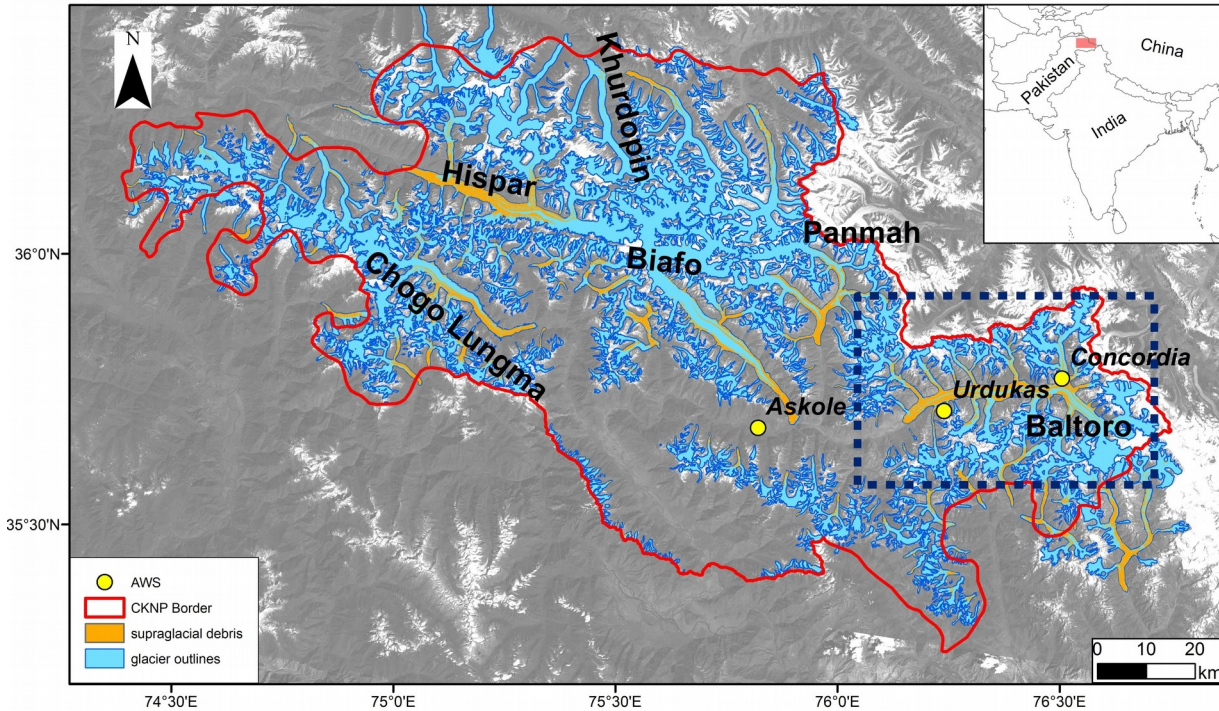 N
Khurdopin
Hispar
Panmah
Biafo
Chogo Lungma
Concordia
Urdukas
Askole
Baltoro
China
Pakistan
India
36°0'N
35°30'N
AWS
CKNP Border
supraglacial debris
glacier outlines
0 10 20
km
74°30'E
75°0'E
75°30'E
76°0'E
76°30'E